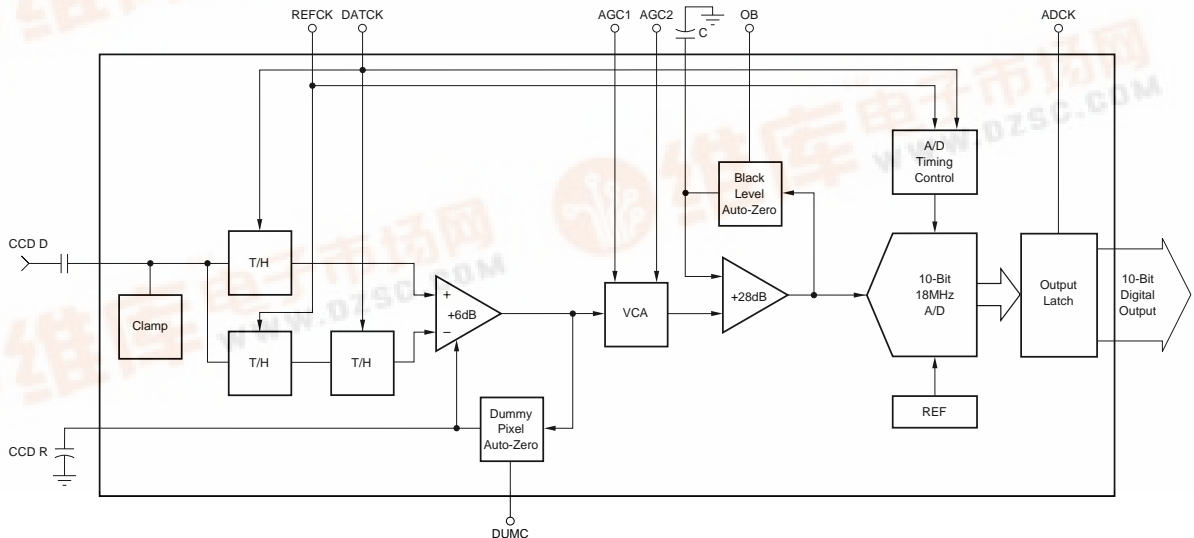 REFCK DATCK
AGC1 AGC2
C
OB
ADCK
A/D
Timing
Control
Black
Level
Auto-Zero
CCD D
T/H
Clamp
T/H
T/H
+
+6dB
−
VCA
+28dB
10-Bit
18MHz
A/D
Output
Latch
10-Bit
Digital
Output
REF
Dummy
Pixel
Auto-Zero
CCD R
DUMC
维库电子市场网
WWW.DZSC.COM
维库电子市场网
WWW.DZSC.COM